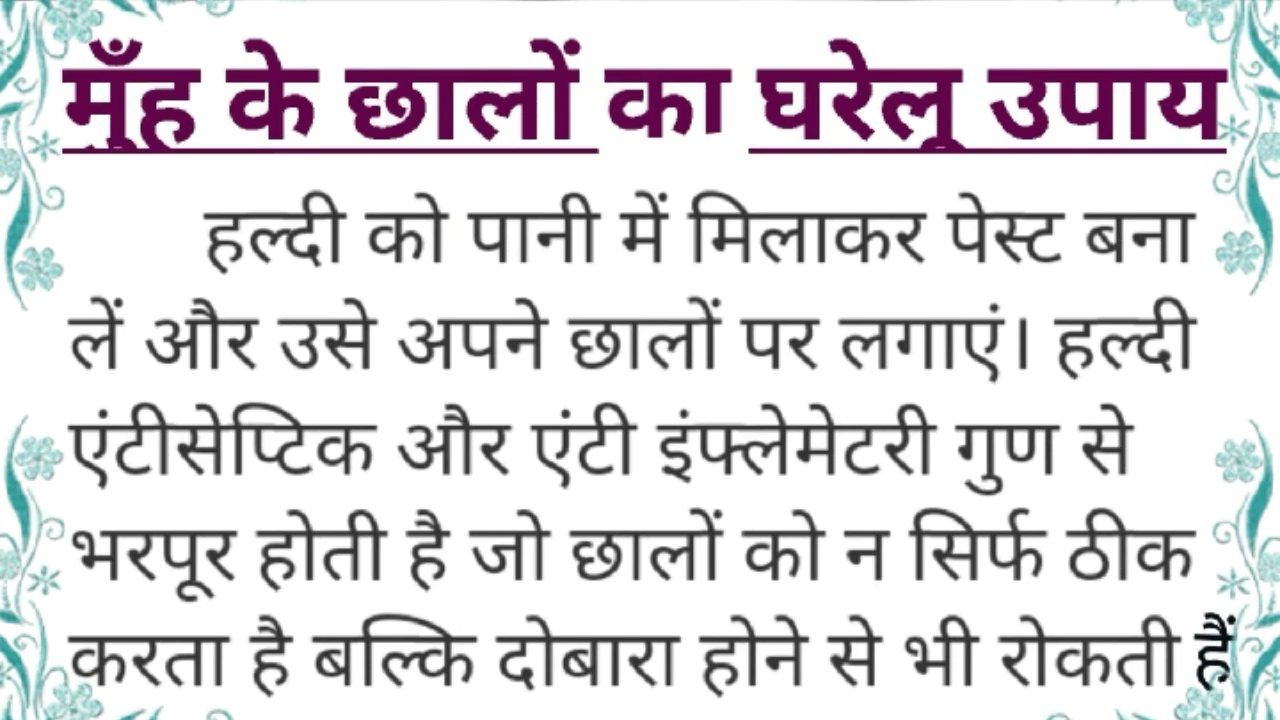 मुँह के छालों का घरेलू उपाय
हल्दी को पानी में मिलाकर पेस्ट बना
लें और उसे अपने छालों पर लगाएं। हल्दी
एंटीसेप्टिक और एंटी इंफ्लेमेटरी गुण से
भरपूर होती है जो छालों को न सिर्फ ठीक
करता है बल्कि दोबारा होने से भी रोकती हैं